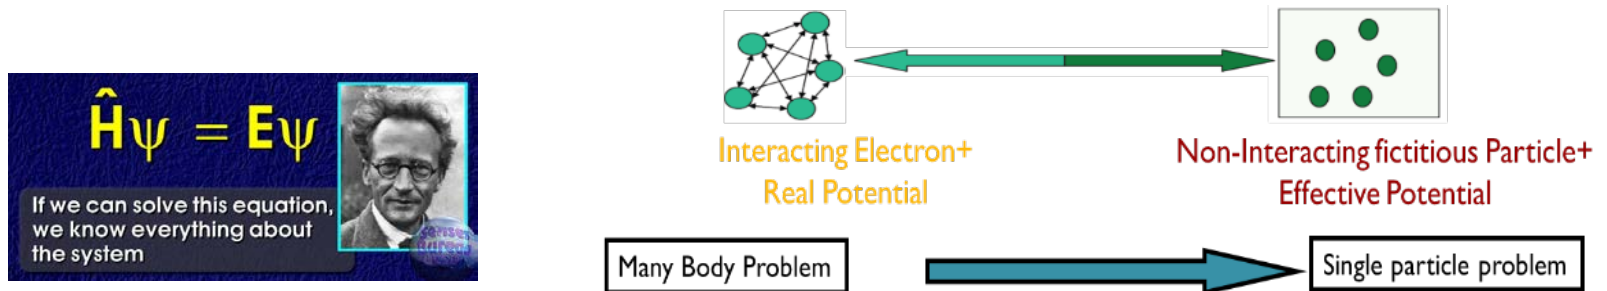 Ĥψ = Eψ
If we can solve this equation,
we know everything about
the system
Interacting Electron+
Real Potential
Non-Interacting fictitious Particle+
Effective Potential
Many Body Problem
Single particle problem